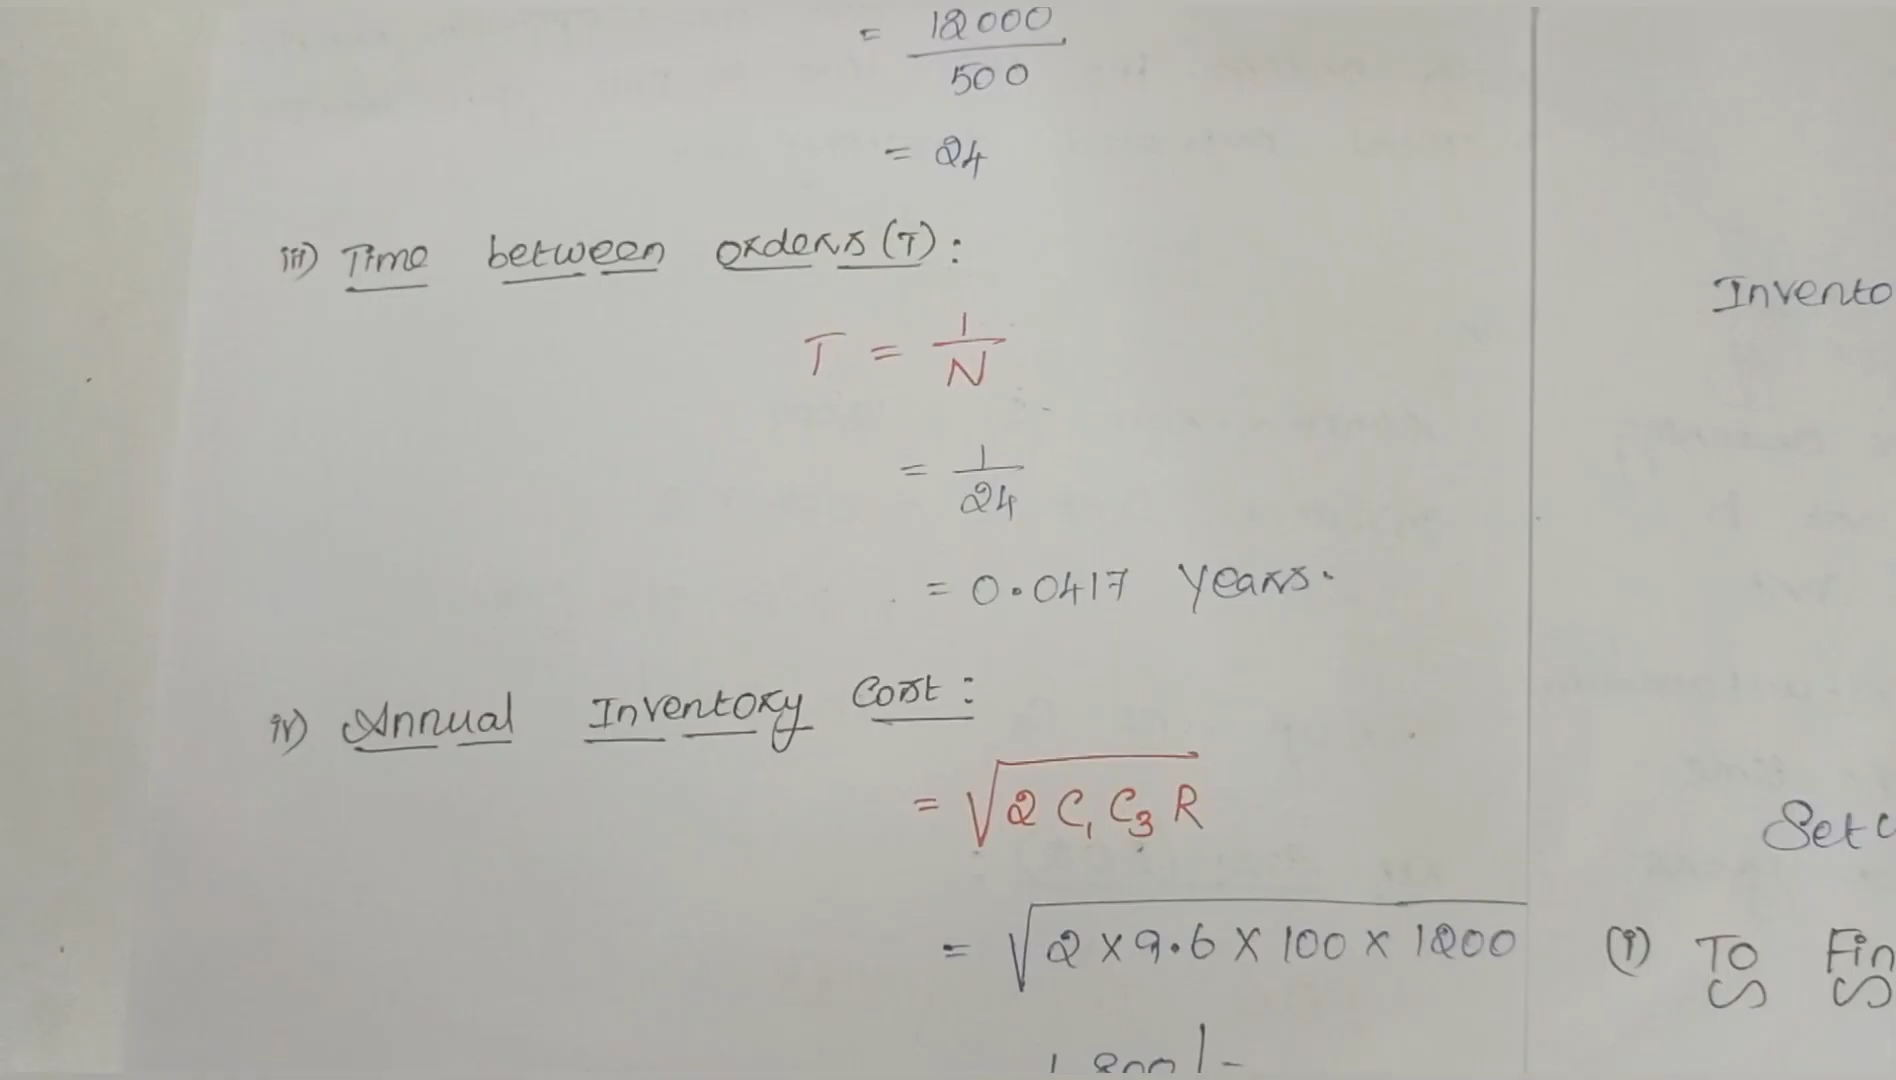 = 12000
500
= 24
iii) Time between orders (T):
T = 1
N
= 1
24
= 0.0417 years.
iv) Annual Inventory Cost:
= √2 C₁ C₃ R
= √2 × 9.6 × 100 × 1200
Invento
Set
(i) To Fin